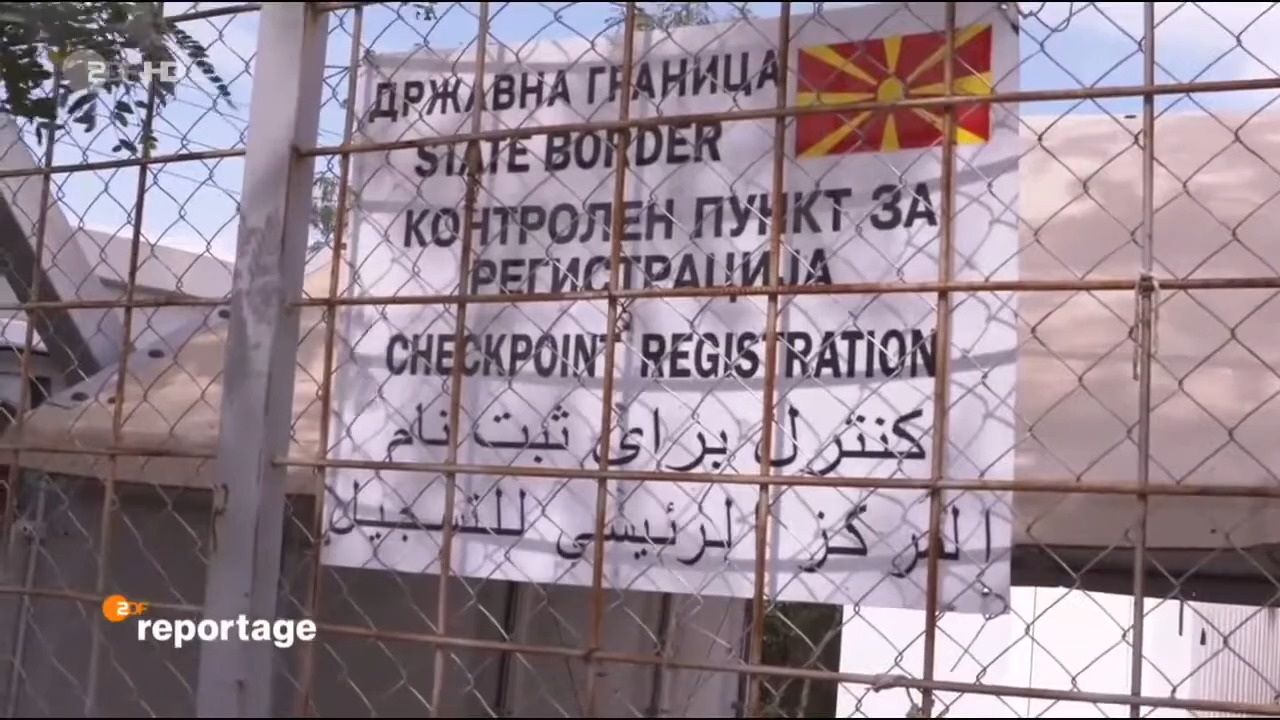 ZDF HD
ДРЖАВНА ГРАНИЦА
STATE BORDER
КОНТРОЛЕН ПУНКТ ЗА
РЕГИСТРАЦИЈА
CHECKPOINT REGISTRATION
کنترل برای ثبت نام
المركز الرئيسي للتسجيل
ZDF
reportage